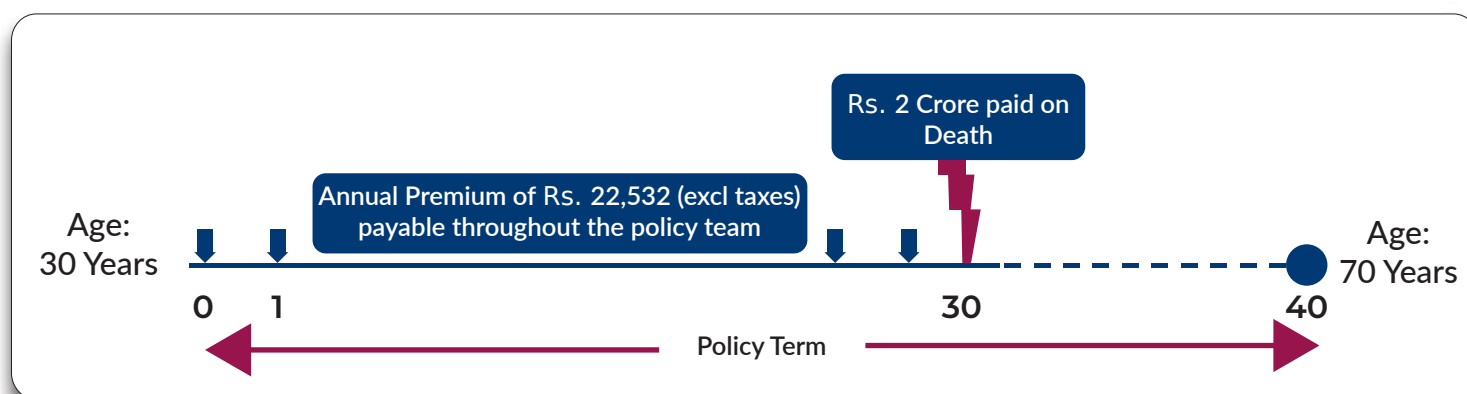 Rs. 2 Crore paid on
Death
Annual Premium of Rs. 22,532 (excl taxes)
payable throughout the policy team
Age:
30 Years
Age:
70 Years
0
1
30
40
Policy Term